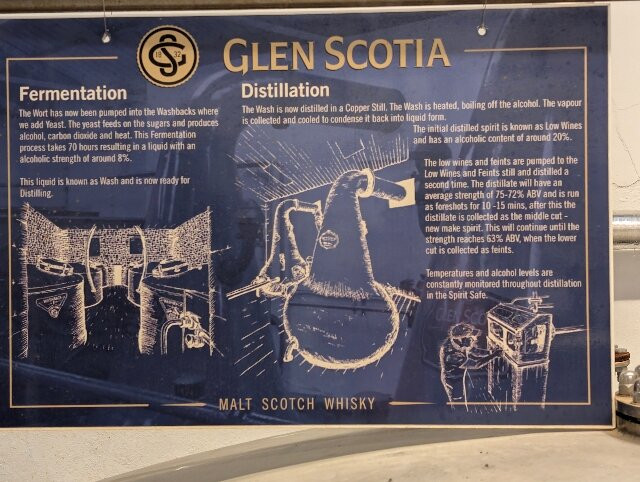 GLEN SCOTIA
Fermentation
The Wort has now been pumped into the Washbacks where
we add Yeast. The yeast feeds on the sugars and produces
alcohol, carbon dioxide and heat. This Fermentation
process takes 70 hours resulting in a liquid with an
alcoholic strength of around 8%.
This liquid is known as Wash and is now ready for
Distilling.
Distillation
The Wash is now distilled in a Copper Still. The Wash is heated, boiling off the alcohol. The vapour
is collected and cooled to condense it back into liquid form.
The initial distilled spirit is known as Low Wines
and has an alcoholic content of around 20%.
The low wines and feints are pumped to the
Low Wines and Feints still and distilled a
second time. The distillate will have an
average strength of 75-72% ABV and is run
as foreshots for 10 -15 mins, after this the
distillate is collected as the middle cut -
new make spirit. This will continue until the
strength reaches 63% ABV, when the lower
cut is collected as feints.
Temperatures and alcohol levels are
constantly monitored throughout distillation
in the Spirit Safe.
MALT SCOTCH WHISKY